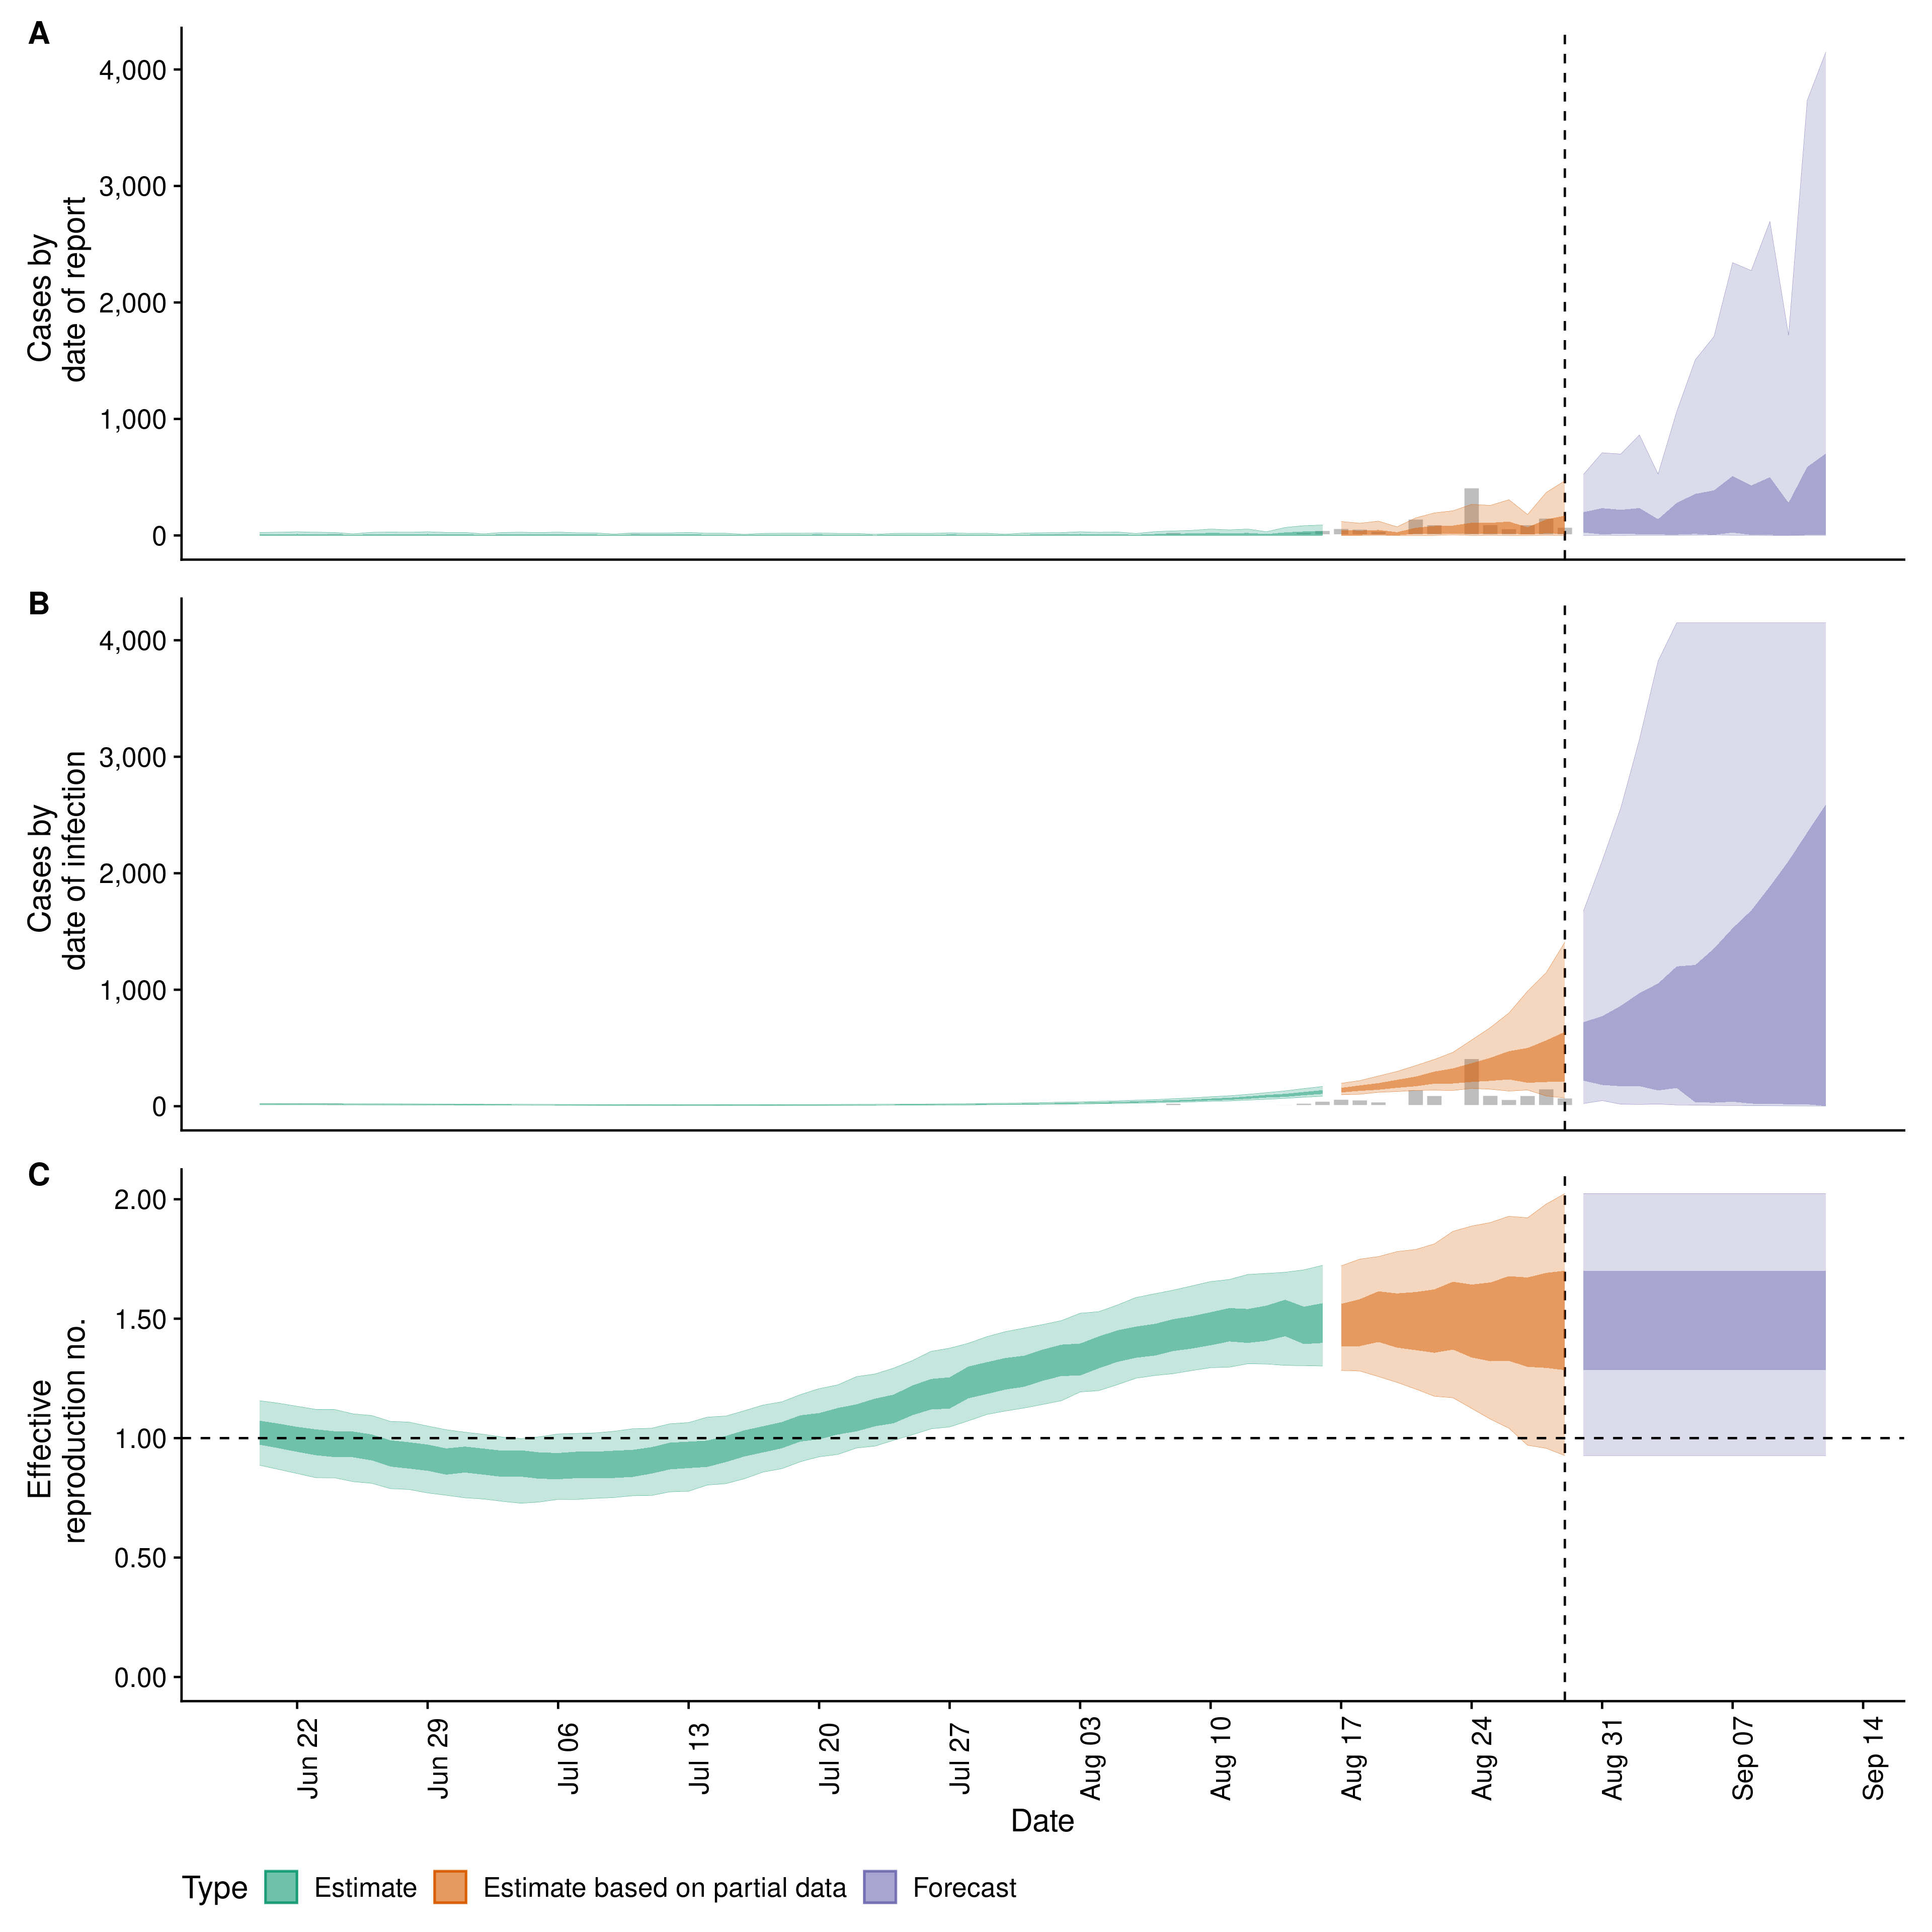 A
Cases by
date of report
4,000
3,000
2,000
1,000
0
B
Cases by
date of infection
4,000
3,000
2,000
1,000
0
C
Effective
reproduction no.
2.00
1.50
1.00
0.50
0.00
Jun 22
Jun 29
Jul 06
Jul 13
Jul 20
Jul 27
Aug 03
Aug 10
Aug 17
Aug 24
Aug 31
Sep 07
Sep 14
Date
Type Estimate Estimate based on partial data Forecast